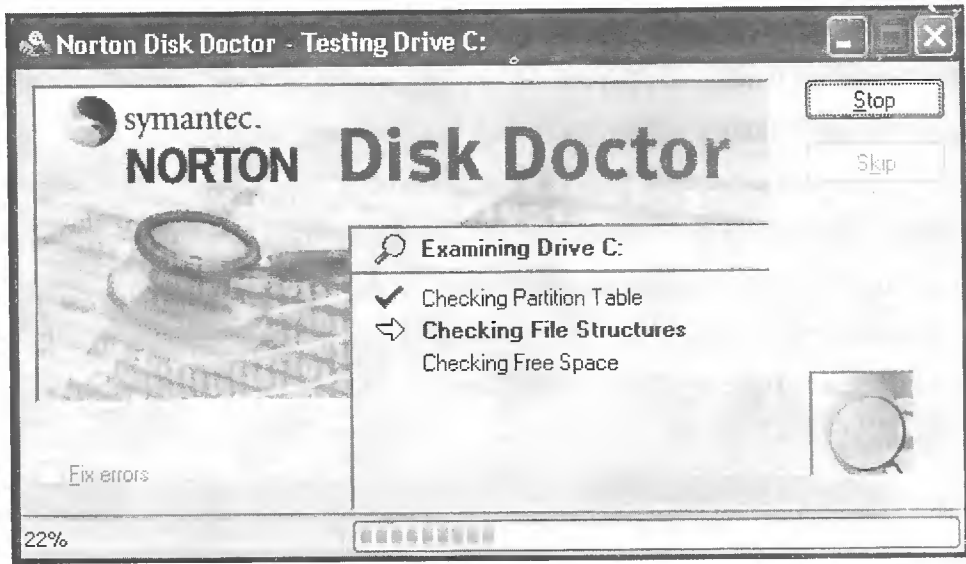 Norton Disk Doctor - Testing Drive C:
symantec.
NORTON Disk Doctor
Stop
Skip
Examining Drive C:
Checking Partition Table
Checking File Structures
Checking Free Space
Fix errors
22%